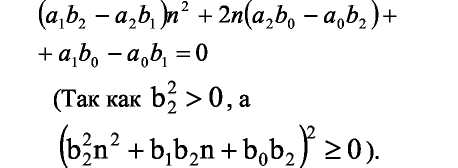 (a₁b₂ − a₂b₁)n² + 2n(a₂b₀ − a₀b₂) +
+ a₁b₀ − a₀b₁ = 0
(Так как b₂² > 0, а
(b₂²n² + b₁b₂n + b₀b₂)² ≥ 0).